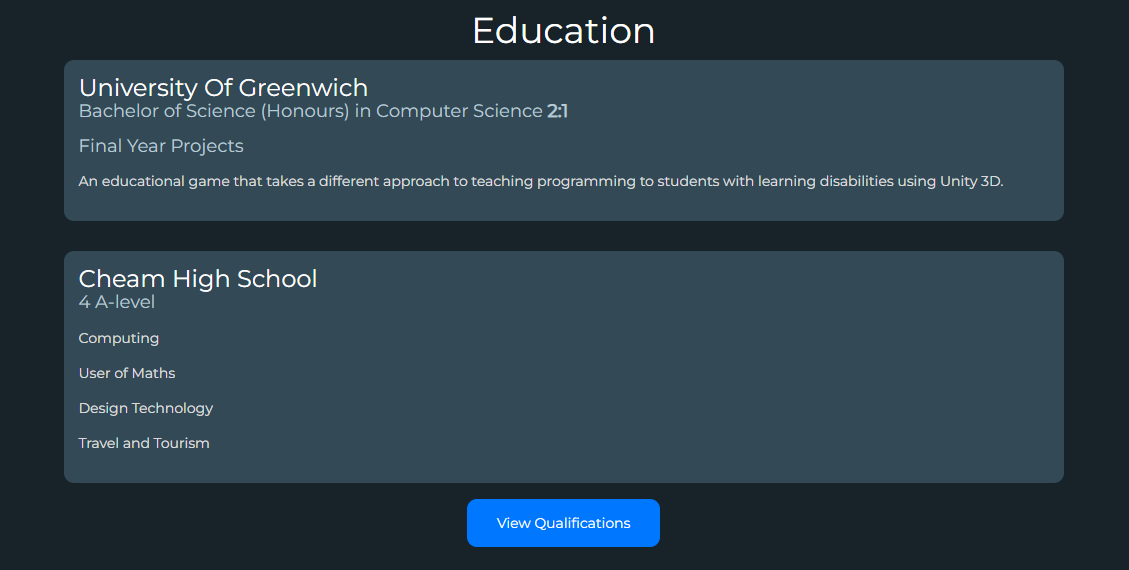 Education
University Of Greenwich
Bachelor of Science (Honours) in Computer Science 2:1
Final Year Projects
An educational game that takes a different approach to teaching programming to students with learning disabilities using Unity 3D.
Cheam High School
4 A-level
Computing
User of Maths
Design Technology
Travel and Tourism
View Qualifications